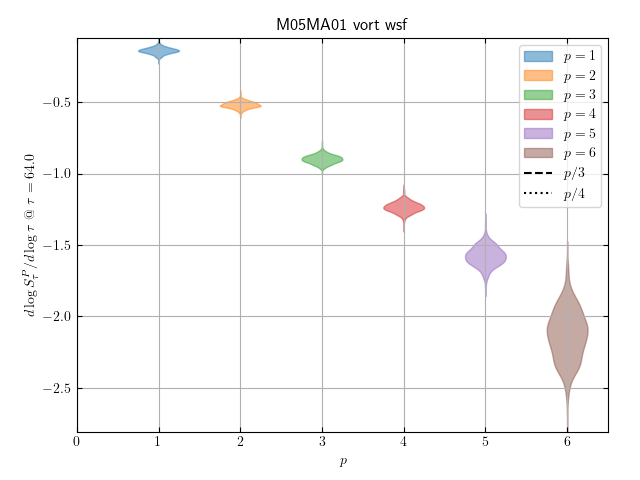 M05MA01 vort wsf
p = 1
p = 2
p = 3
p = 4
p = 5
p = 6
p/3
p/4
−0.5
−1.0
−1.5
−2.0
−2.5
d log S_τ^P / d log τ @ τ = 64.0
0 1 2 3 4 5 6
p